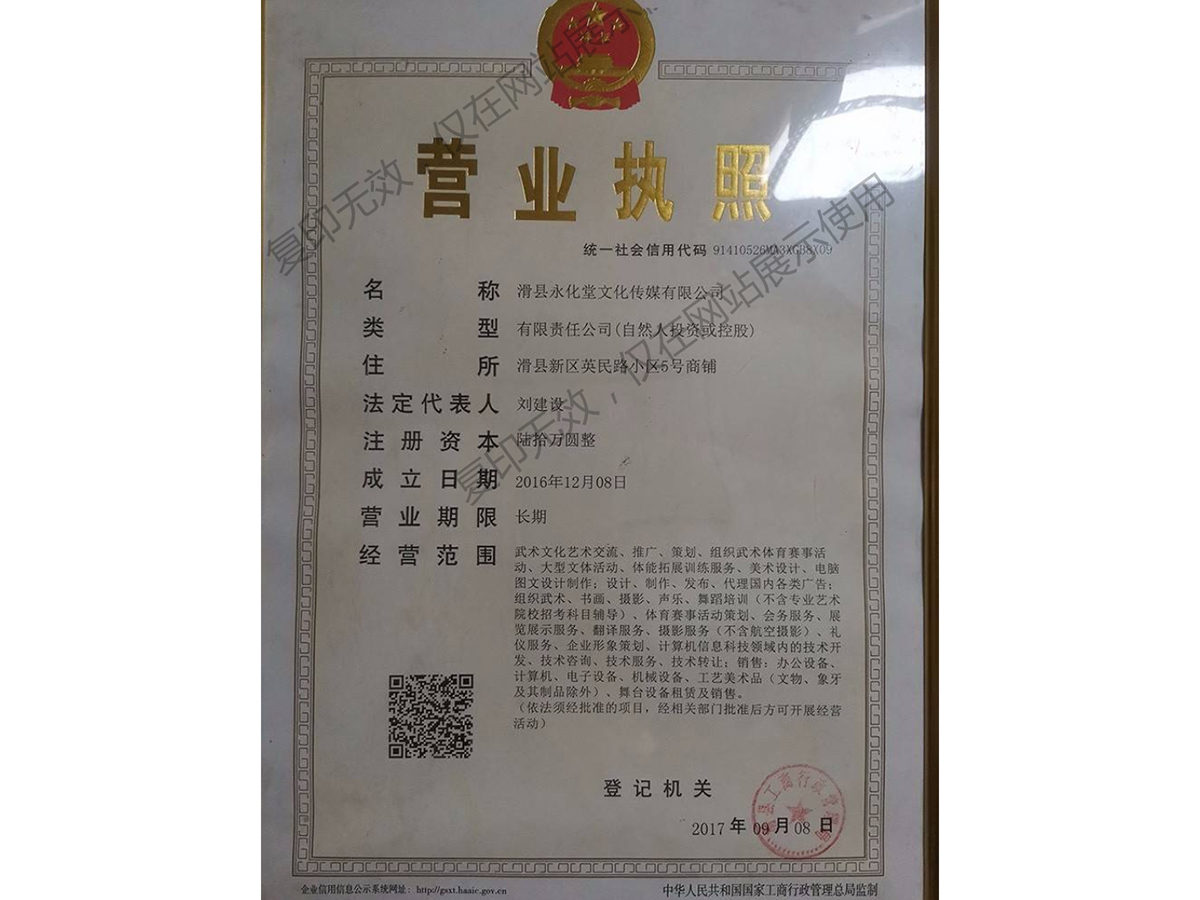 营业执照
统一社会信用代码 91410526MA3XGB8X09
名称 滑县永化堂文化传媒有限公司
类型 有限责任公司(自然人投资或控股)
住所 滑县新区英民路小区5号商铺
法定代表人 刘建设
注册资本 陆拾万圆整
成立日期 2016年12月08日
营业期限 长期
经营范围 武术文化艺术交流、推广、策划、组织武术体育赛事活
动、大型文体活动、体能拓展训练服务、美术设计、电脑
图文设计制作；设计、制作、发布、代理国内各类广告；
组织武术、书画、摄影、声乐、舞蹈培训（不含专业艺术
院校招考科目辅导）、体育赛事活动策划、会务服务、展
览展示服务、翻译服务、摄影服务（不含航空摄影）、礼
仪服务、企业形象策划、计算机信息科技领域内的技术开
发、技术咨询、技术服务、技术转让；销售：办公设备、
计算机、电子设备、机械设备、工艺美术品（文物、象牙
及其制品除外）、舞台设备租赁及销售。
（依法须经批准的项目，经相关部门批准后方可开展经营
活动）
登记机关
县工商行政管理局
2017年09月08日
企业信用信息公示系统网址：http://gsxt.haaic.gov.cn
中华人民共和国国家工商行政管理总局监制
复印无效，仅在网站展示
复印无效，仅在网站展示使用